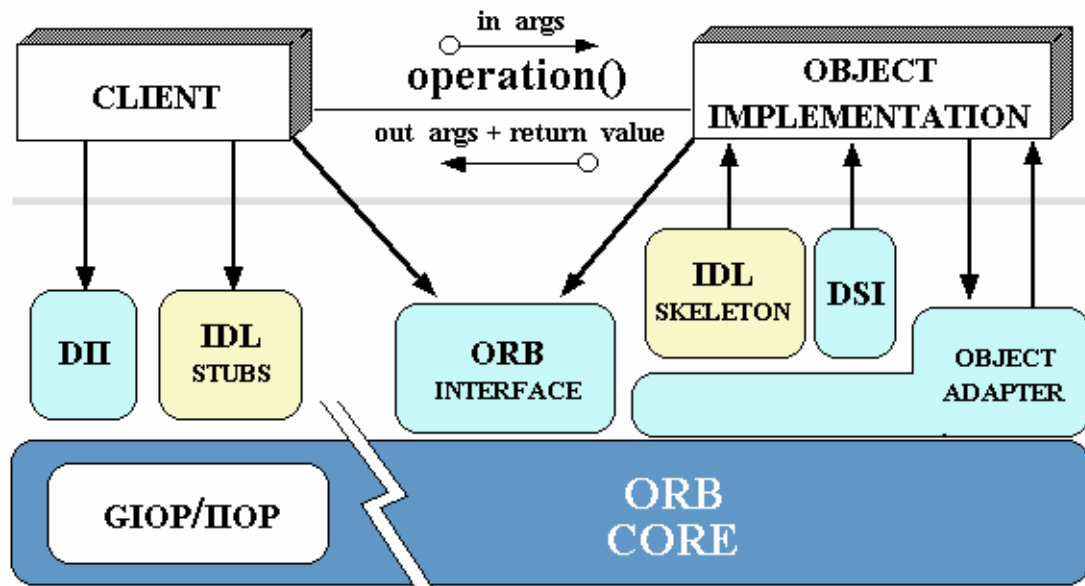 in args
operation()
out args + return value
CLIENT
OBJECT
IMPLEMENTATION
DII
IDL
STUBS
ORB
INTERFACE
IDL
SKELETON
DSI
OBJECT
ADAPTER
GIOP/IIOP
ORB
CORE